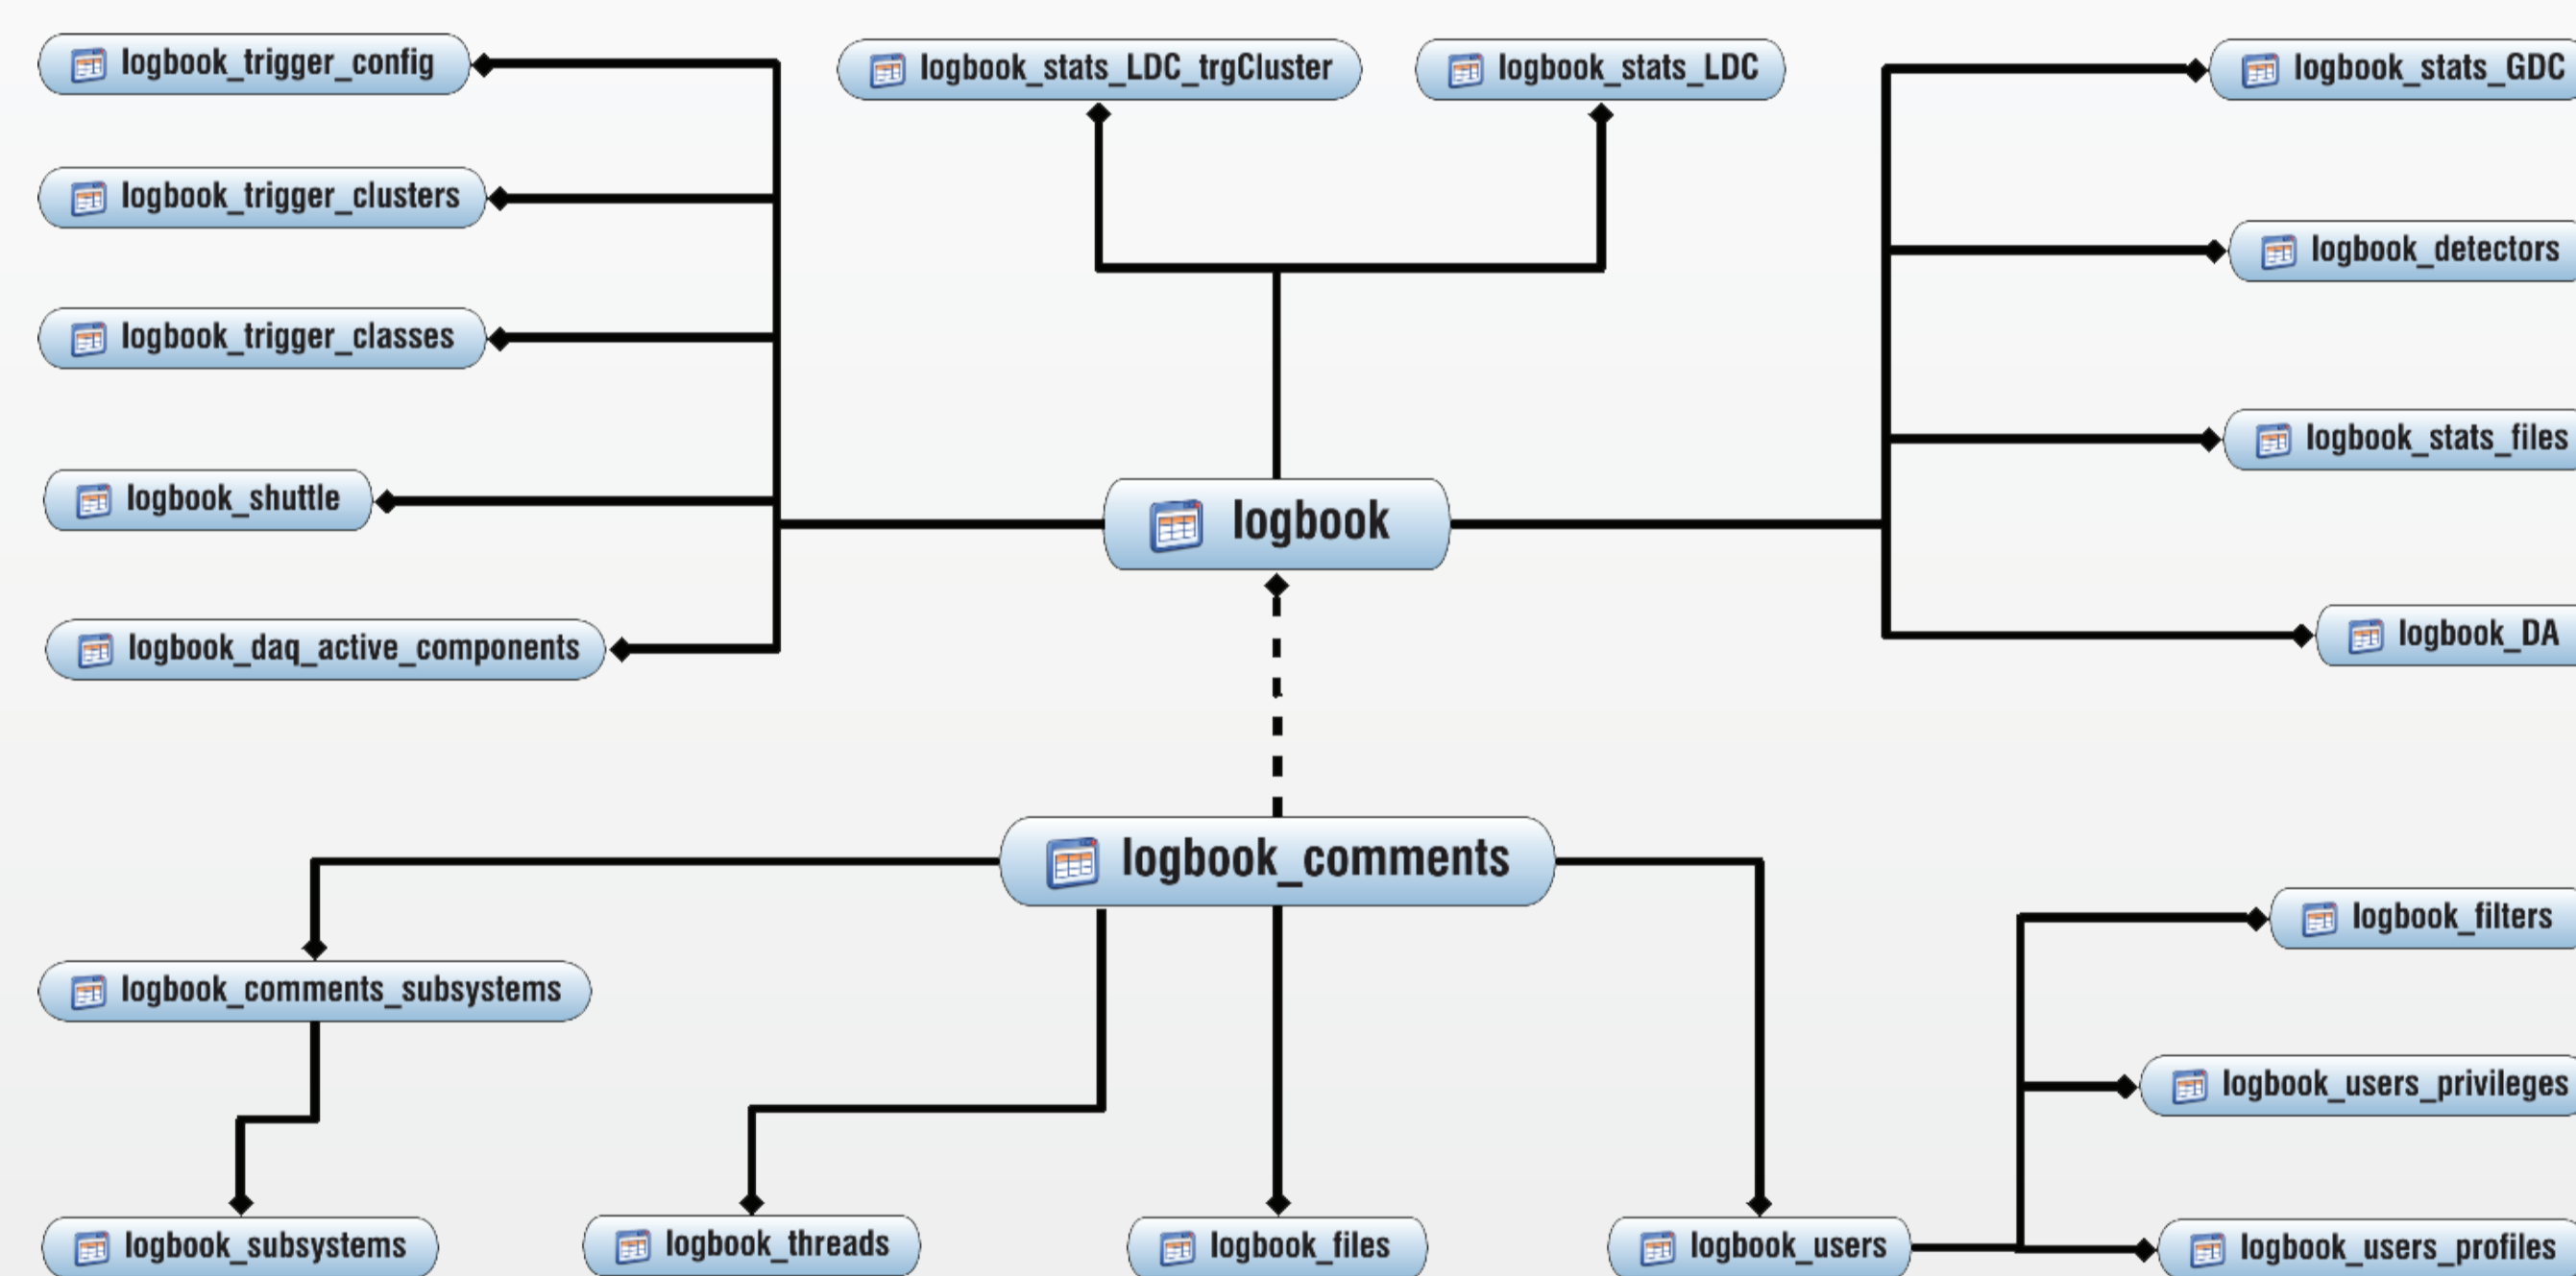 logbook_trigger_config
logbook_stats_LDC_trgCluster
logbook_stats_LDC
logbook_stats_GDC
logbook_trigger_clusters
logbook_detectors
logbook_trigger_classes
logbook_stats_files
logbook_shuttle
logbook
logbook_daq_active_components
logbook_DA
logbook_comments
logbook_filters
logbook_comments_subsystems
logbook_users_privileges
logbook_subsystems
logbook_threads
logbook_files
logbook_users
logbook_users_profiles